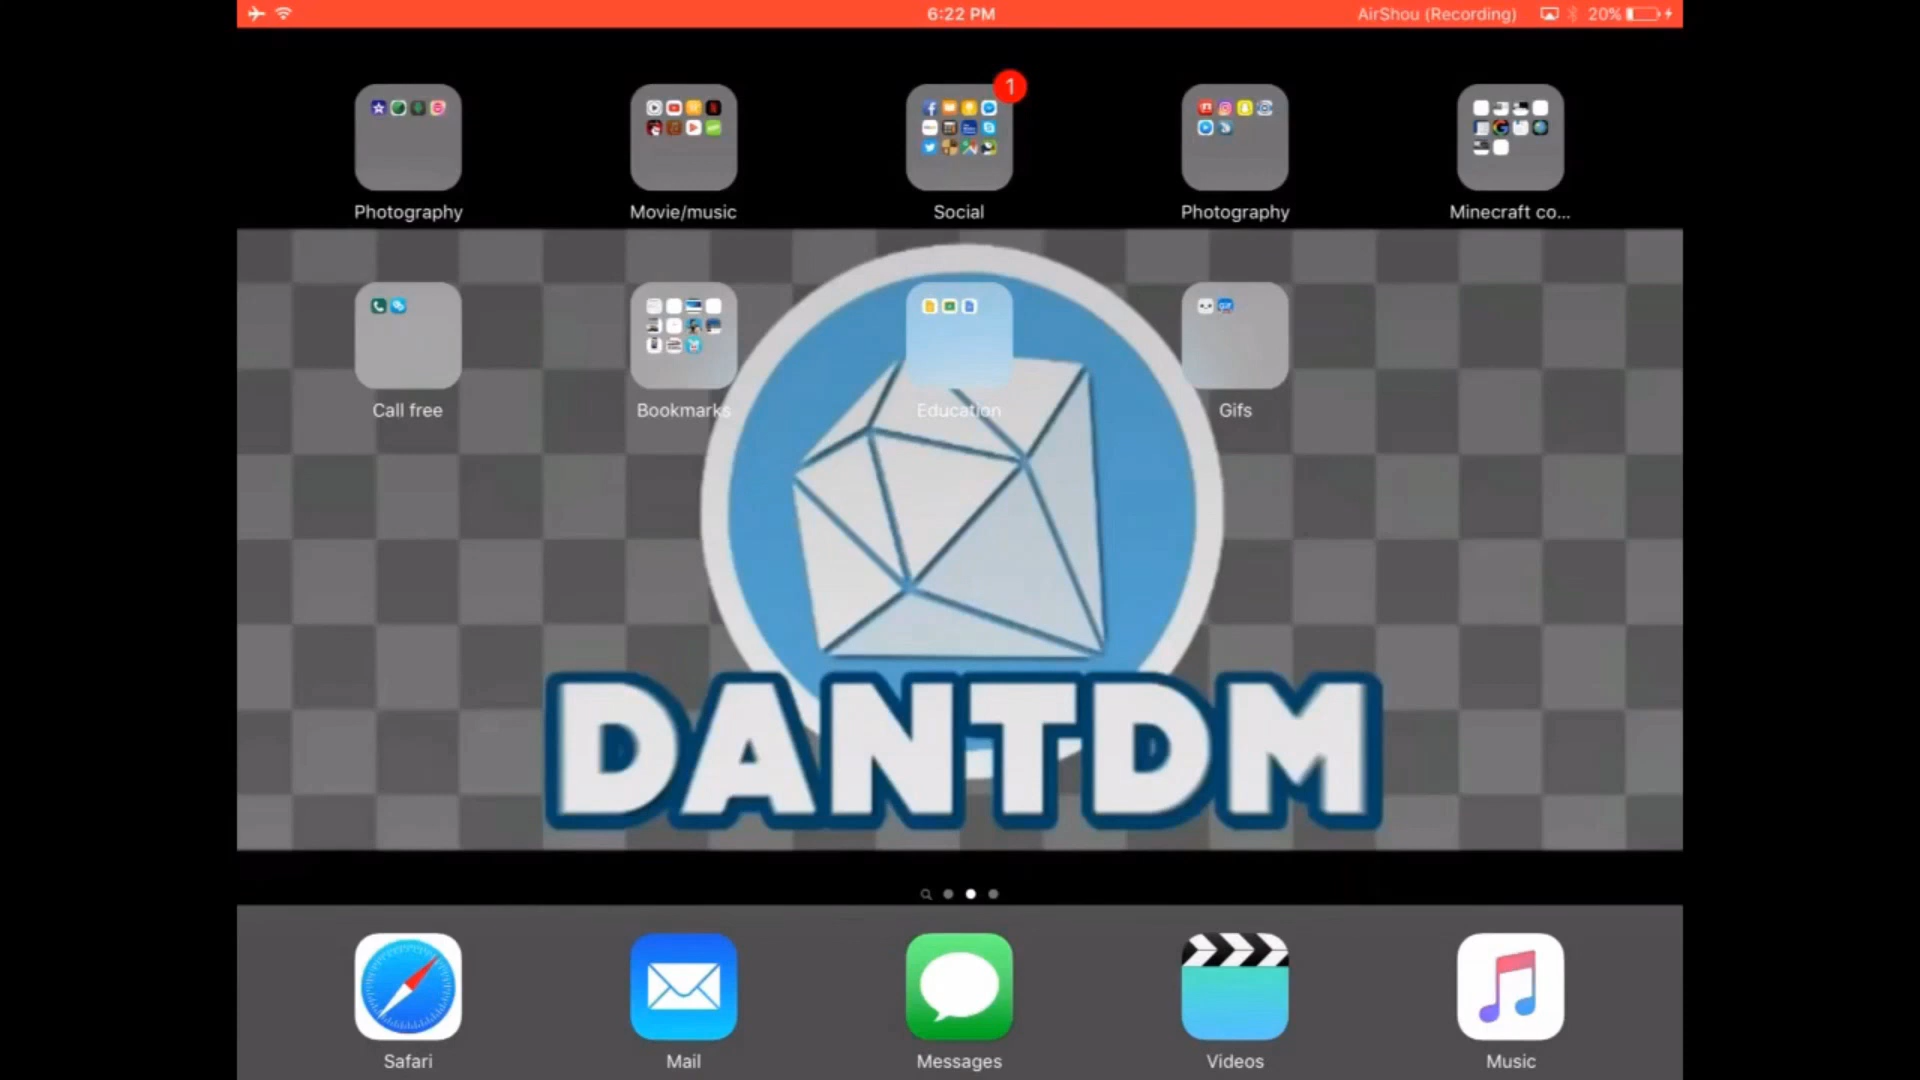 6:22 PM
AirShou (Recording)
20%
1
Photography
Movie/music
Social
Photography
Minecraft co...
Call free
Bookmarks
Education
Gifs
DANTDM
Safari
Mail
Messages
Videos
Music